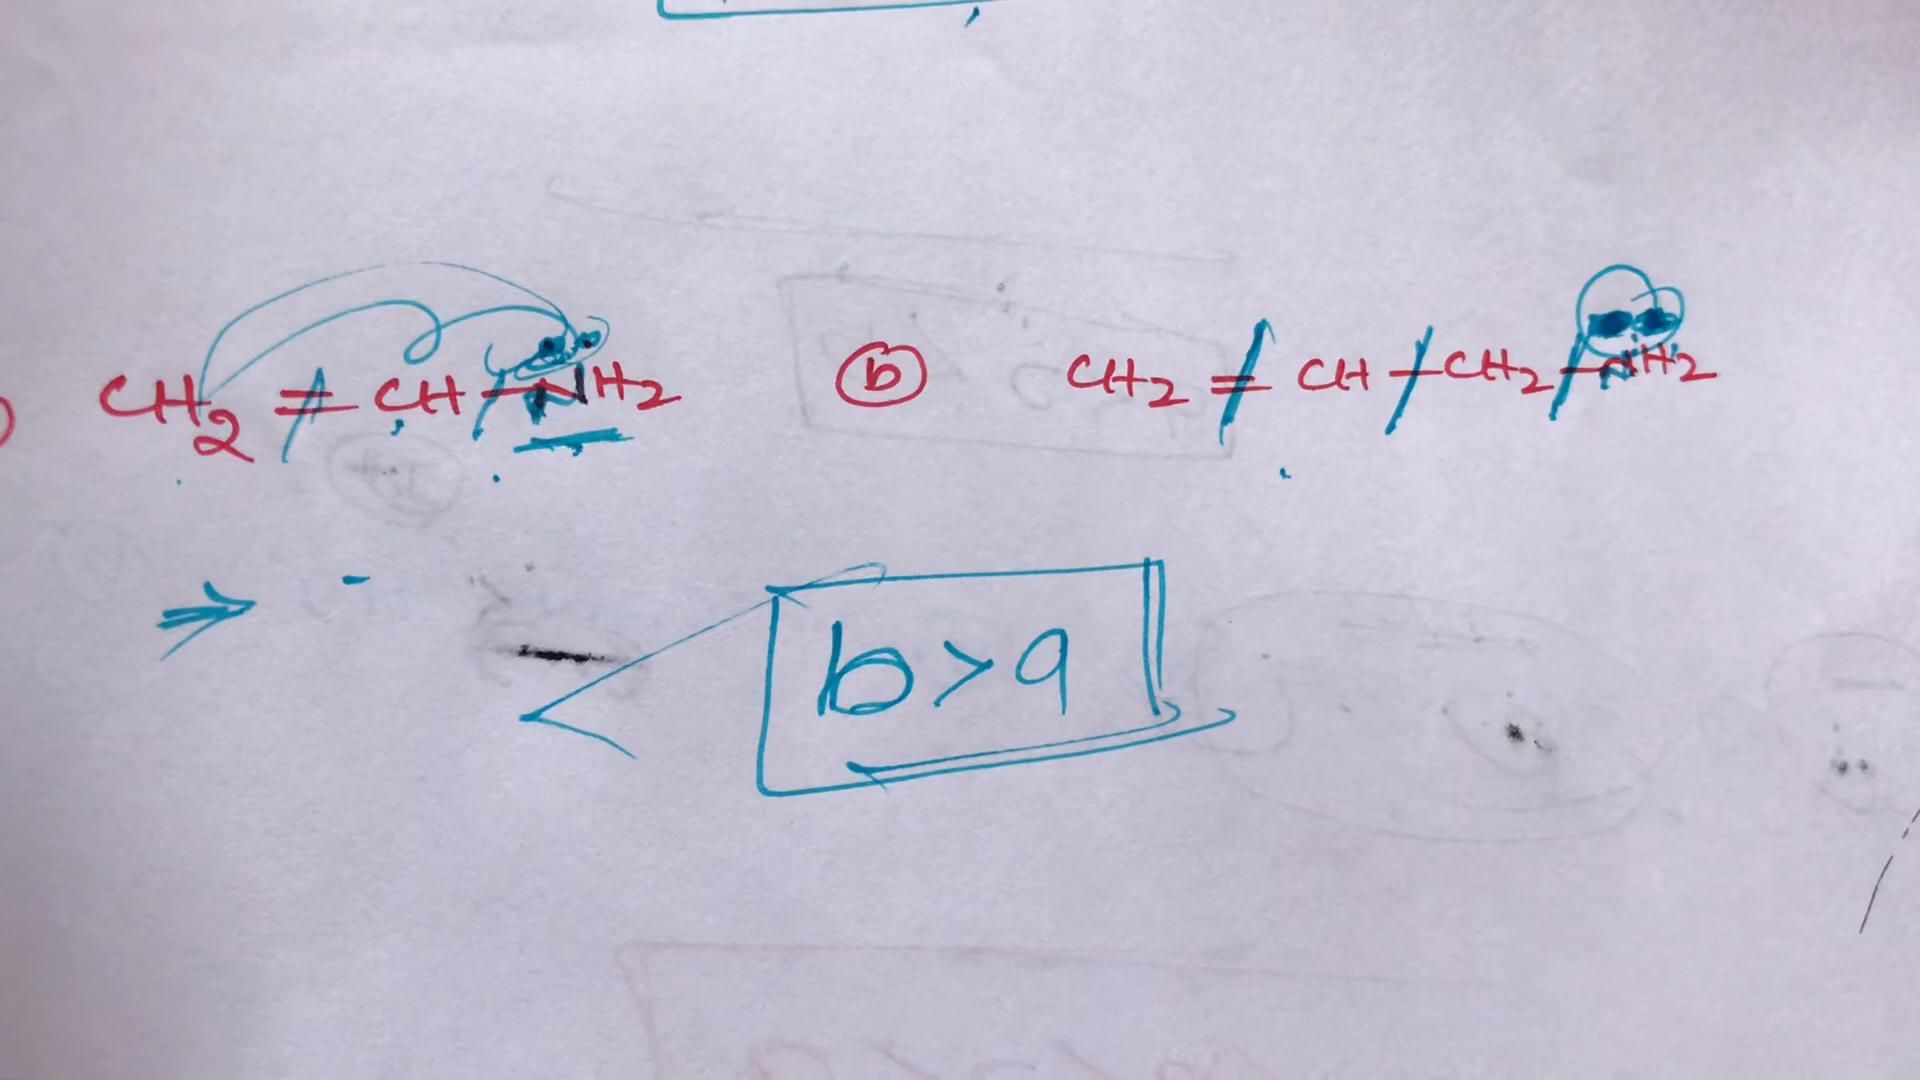 CH2 = CH - NH2 (b) CH2 = CH - CH2 - NH2
⇒
b > a